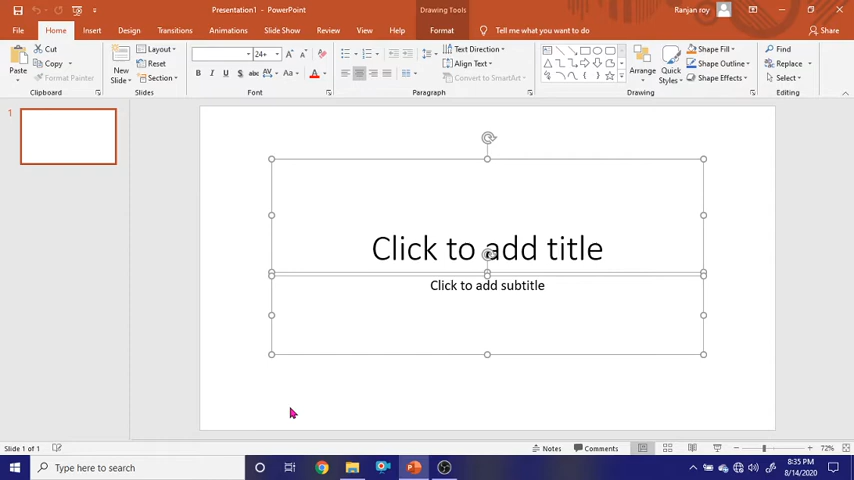 Presentation1 - PowerPoint
Drawing Tools
Ranjan roy
File Home Insert Design Transitions Animations Slide Show Review View Help Format Tell me what you want to do Share
Paste
Cut
Copy
Format Painter
Clipboard
New Slide
Layout
Reset
Section
Slides
24+
Font
Text Direction
Align Text
Convert to SmartArt
Paragraph
Arrange
Quick Styles
Shape Fill
Shape Outline
Shape Effects
Drawing
Find
Replace
Select
Editing
1
Click to add title
Click to add subtitle
Slide 1 of 1
Notes
Comments
72%
Type here to search
8:35 PM
8/14/2020